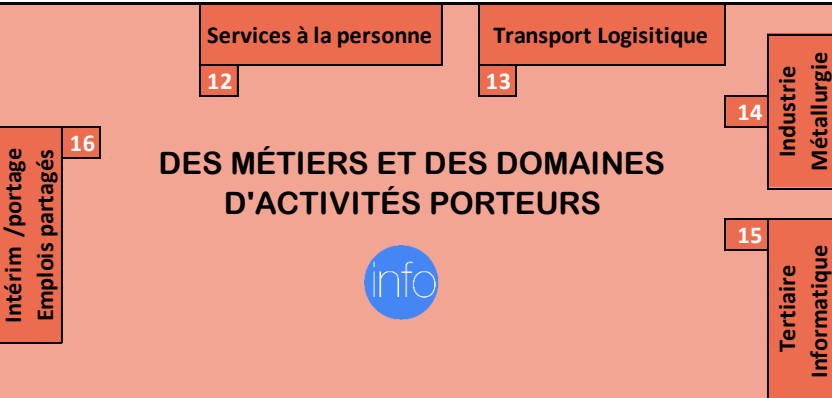 Services à la personne
12
Transport Logisitique
13
Industrie
Métallurgie
14
16
Intérim /portage
Emplois partagés
DES MÉTIERS ET DES DOMAINES
D'ACTIVITÉS PORTEURS
info
15
Tertiaire
Informatique